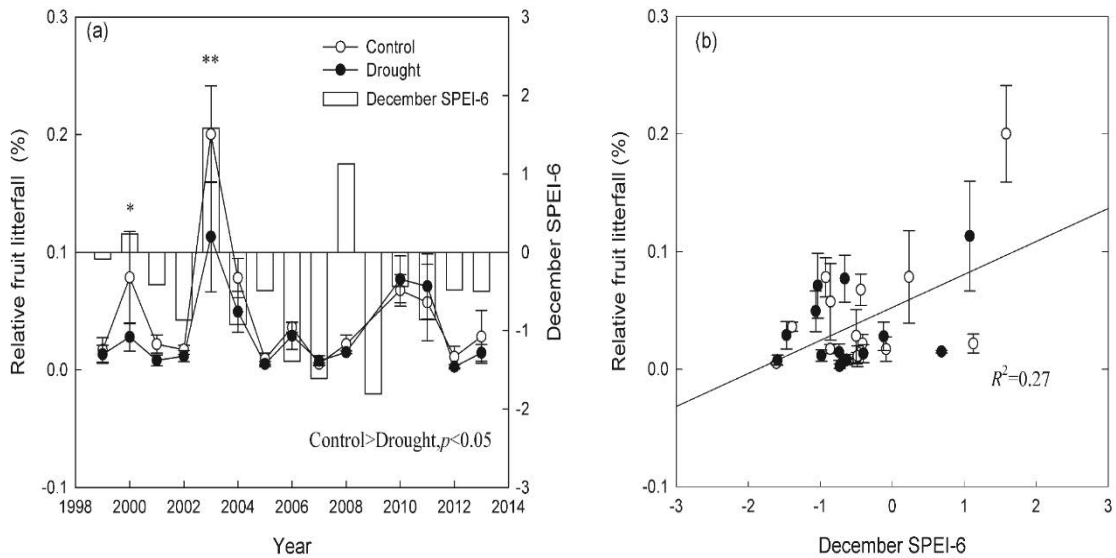 (a)
**
*
Control
Drought
December SPEI-6
Control>Drought,p<0.05
0.3
0.2
0.1
0.0
-0.1
Relative fruit litterfall (%)
3
2
1
0
-1
-2
-3
December SPEI-6
1998 2000 2002 2004 2006 2008 2010 2012 2014
Year
(b)
0.3
0.2
0.1
0.0
-0.1
Relative fruit litterfall (%)
R²=0.27
-3 -2 -1 0 1 2 3
December SPEI-6